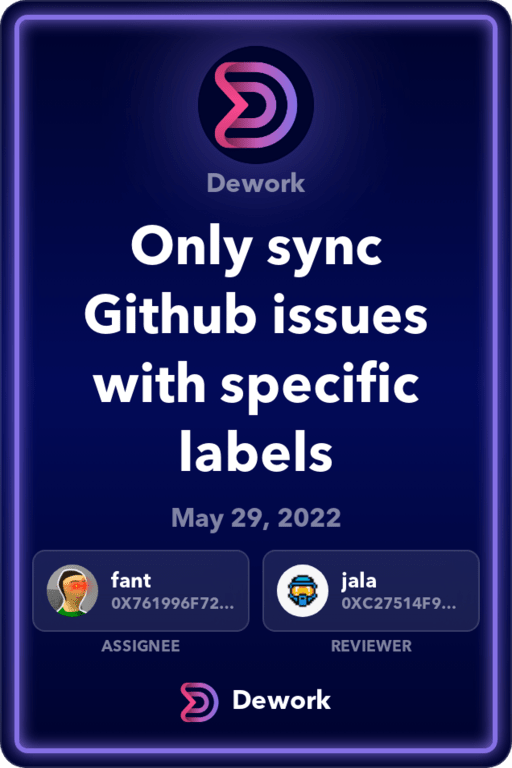 Dework
Only sync
Github issues
with specific
labels
May 29, 2022
fant
0X761996F72...
ASSIGNEE
jala
0XC27514F9...
REVIEWER
Dework